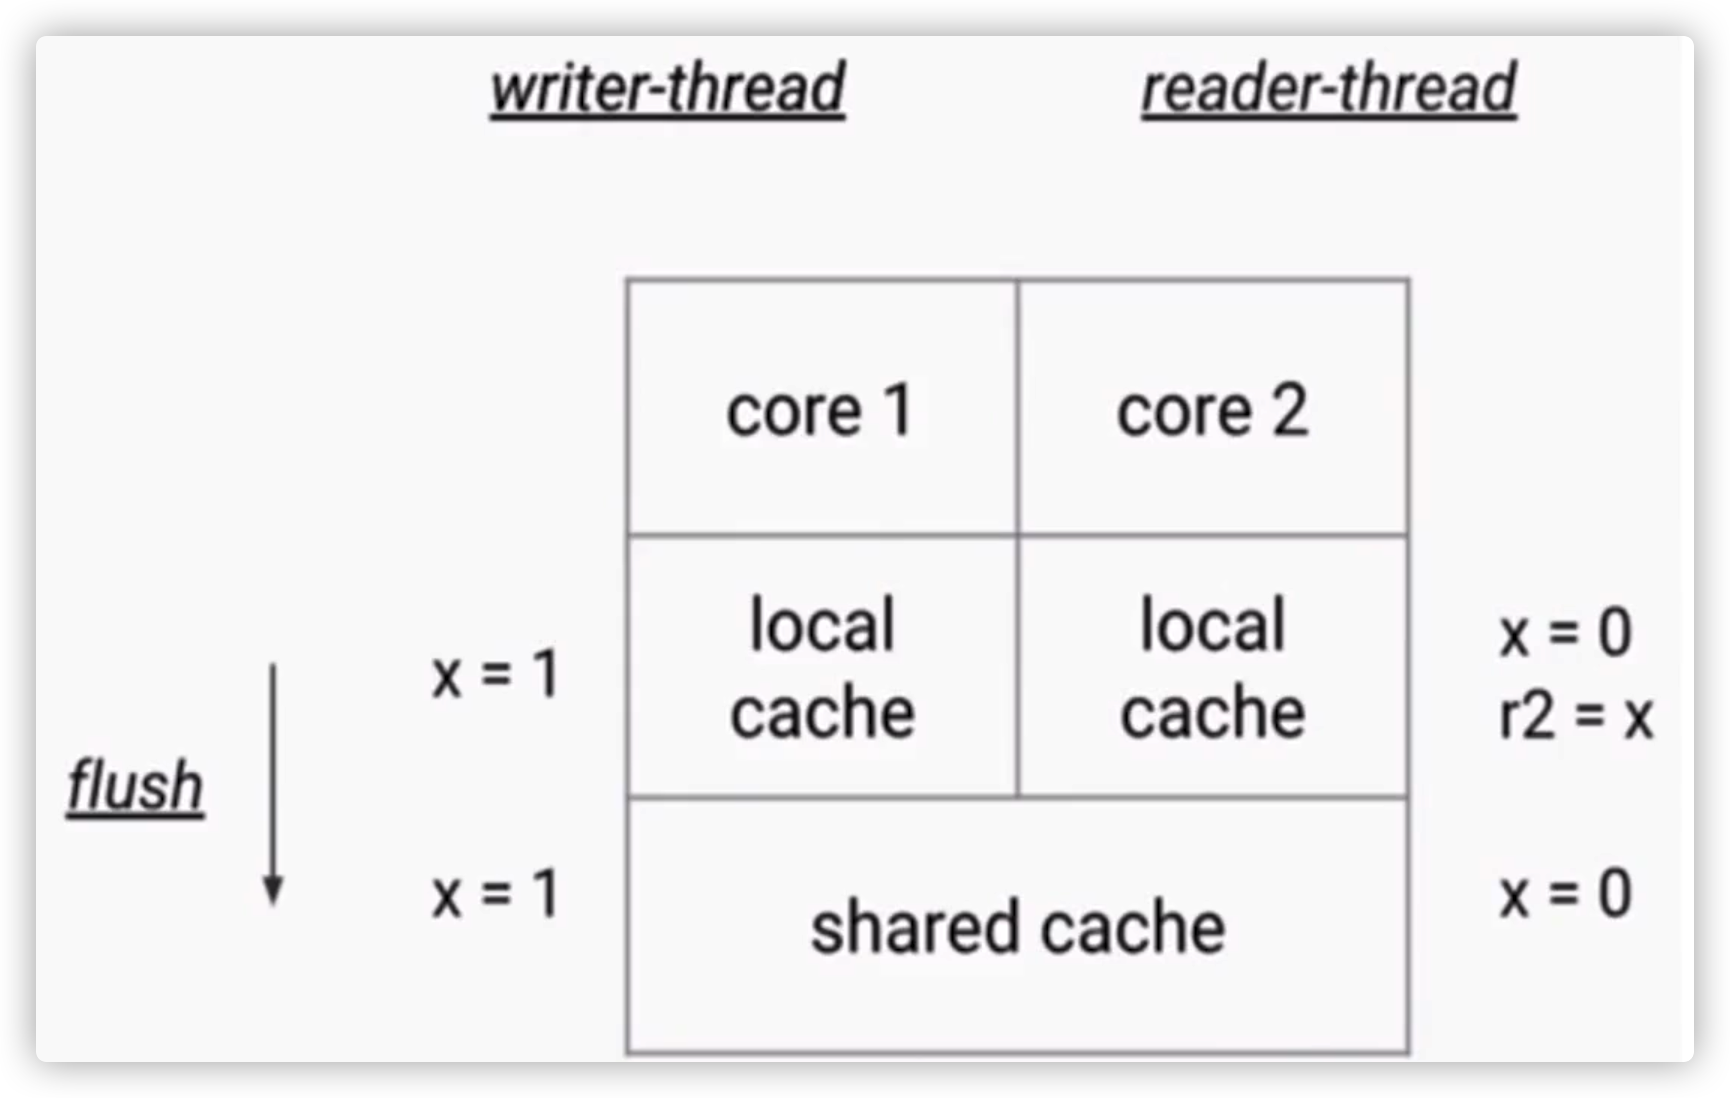 writer-thread
reader-thread
core 1
core 2
local
cache
local
cache
x = 1
x = 0
r2 = x
flush
x = 1
shared cache
x = 0